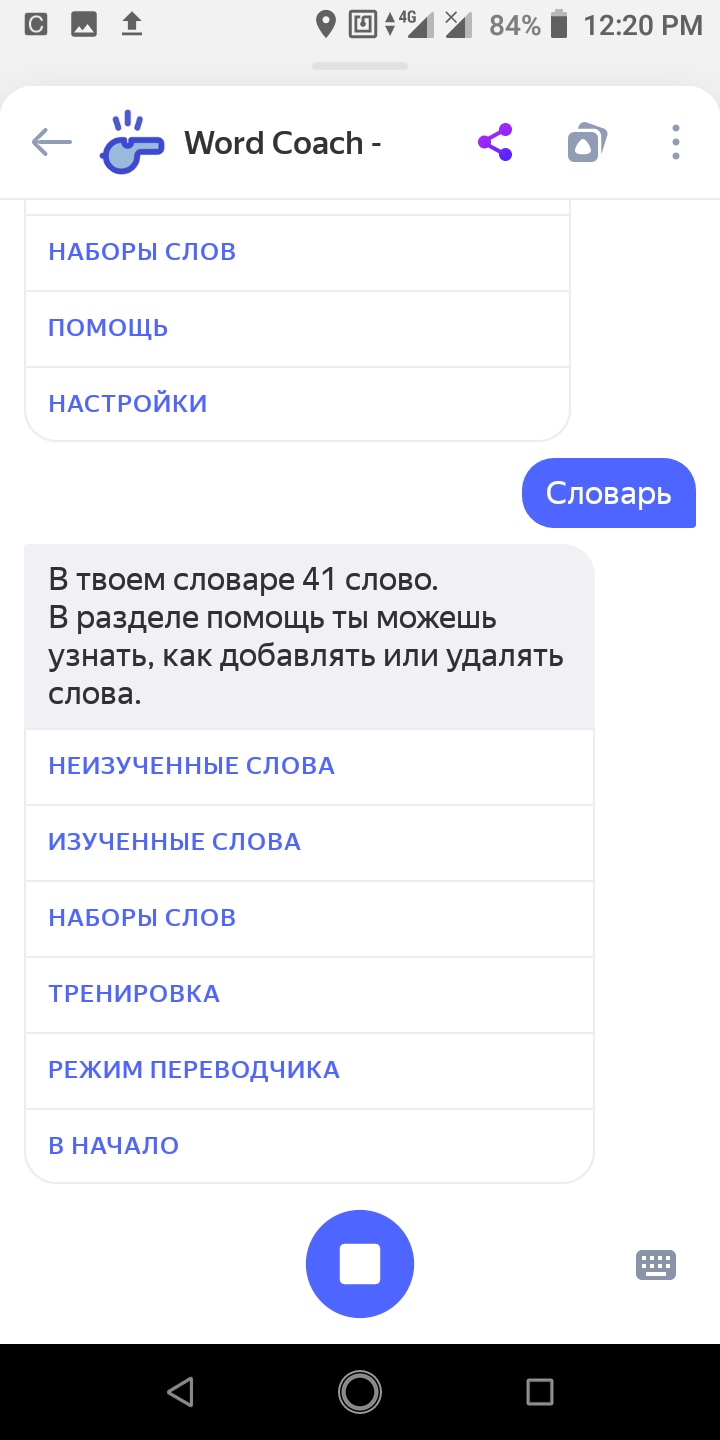 4G 84% 12:20 PM
Word Coach -
НАБОРЫ СЛОВ
ПОМОЩЬ
НАСТРОЙКИ
Словарь
В твоем словаре 41 слово.
В разделе помощь ты можешь
узнать, как добавлять или удалять
слова.
НЕИЗУЧЕННЫЕ СЛОВА
ИЗУЧЕННЫЕ СЛОВА
НАБОРЫ СЛОВ
ТРЕНИРОВКА
РЕЖИМ ПЕРЕВОДЧИКА
В НАЧАЛО